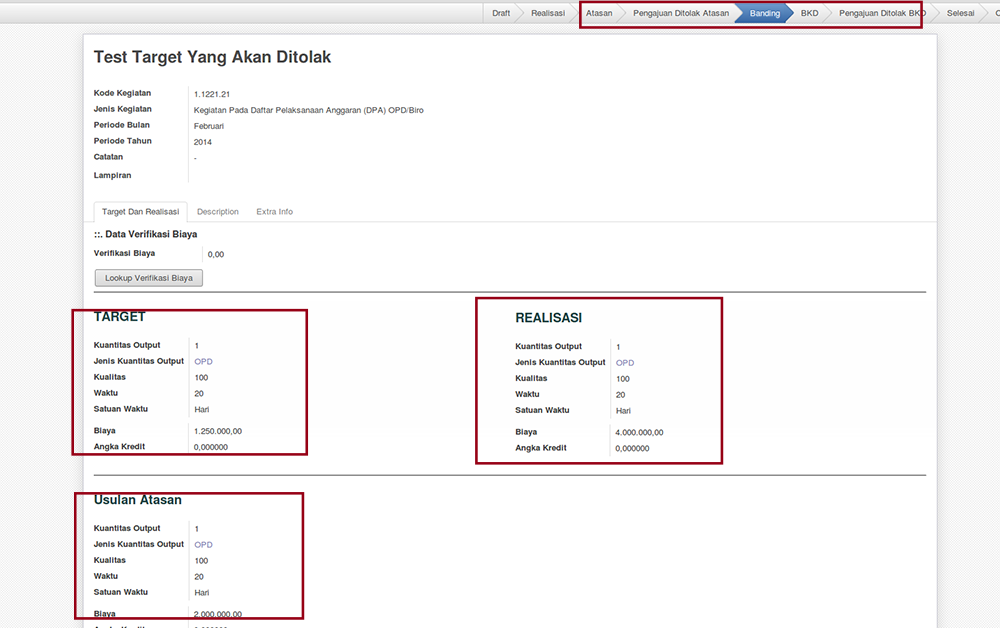 Draft Realisasi Atasan Pengajuan Ditolak Atasan Banding BKD Pengajuan Ditolak BKD Selesai
Test Target Yang Akan Ditolak
Kode Kegiatan 1.1221.21
Jenis Kegiatan Kegiatan Pada Daftar Pelaksanaan Anggaran (DPA) OPD/Biro
Periode Bulan Februari
Periode Tahun 2014
Catatan -
Lampiran
Target Dan Realisasi Description Extra Info
::. Data Verifikasi Biaya
Verifikasi Biaya 0,00
Lookup Verifikasi Biaya
TARGET
Kuantitas Output 1
Jenis Kuantitas Output OPD
Kualitas 100
Waktu 20
Satuan Waktu Hari
Biaya 1.250.000,00
Angka Kredit 0,000000
REALISASI
Kuantitas Output 1
Jenis Kuantitas Output OPD
Kualitas 100
Waktu 20
Satuan Waktu Hari
Biaya 4.000.000,00
Angka Kredit 0,000000
Usulan Atasan
Kuantitas Output 1
Jenis Kuantitas Output OPD
Kualitas 100
Waktu 20
Satuan Waktu Hari
Biaya 2.000.000,00